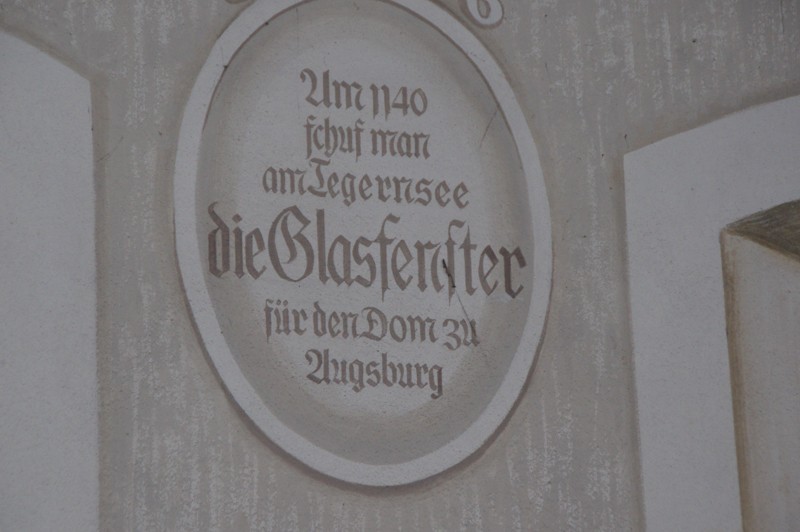 Um 1140
schuf man
am Tegernsee
die Glasfenster
für den Dom zu
Augsburg